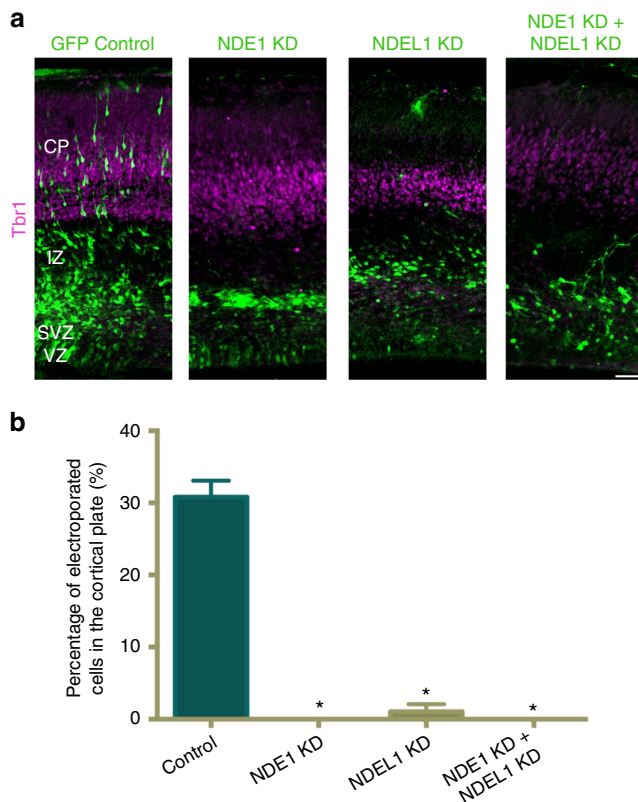 a
GFP Control
NDE1 KD
NDEL1 KD
NDE1 KD +
NDEL1 KD
Tbr1
CP
IZ
SVZ
VZ
b
Percentage of electroporated
cells in the cortical plate (%)
40
30
20
10
0
*
*
*
Control
NDE1 KD
NDEL1 KD
NDE1 KD +
NDEL1 KD